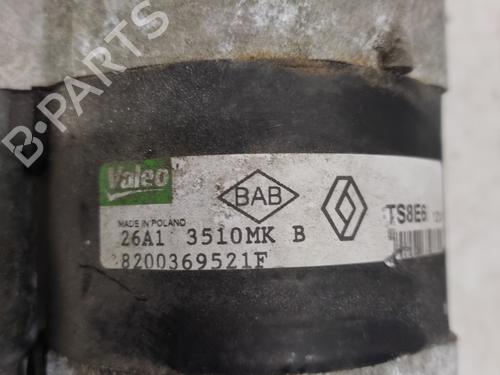 B-PARTS
Valeo
BAB
TS8E6
MADE IN POLAND
26A1 3510MK B
8200369521F